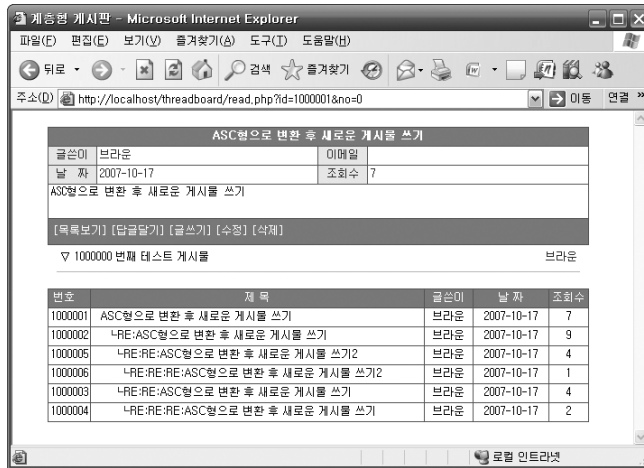 계층형 게시판 - Microsoft Internet Explorer
파일(F) 편집(E) 보기(V) 즐겨찾기(A) 도구(T) 도움말(H)
뒤로 검색 즐겨찾기
주소(D) http://localhost/threadboard/read.php?id=1000001&no=0 이동 연결 »
ASC형으로 변환 후 새로운 게시물 쓰기
글쓴이 브라운 이메일
날 짜 2007-10-17 조회수 7
ASC형으로 변환 후 새로운 게시물 쓰기
[목록보기] [답글달기] [글쓰기] [수정] [삭제]
▽ 1000000 번째 테스트 게시물 브라운
번호 제 목 글쓴이 날 짜 조회수
1000001 ASC형으로 변환 후 새로운 게시물 쓰기 브라운 2007-10-17 7
1000002 └RE:ASC형으로 변환 후 새로운 게시물 쓰기 브라운 2007-10-17 9
1000005 └RE:RE:ASC형으로 변환 후 새로운 게시물 쓰기2 브라운 2007-10-17 4
1000006 └RE:RE:RE:ASC형으로 변환 후 새로운 게시물 쓰기2 브라운 2007-10-17 1
1000003 └RE:RE:ASC형으로 변환 후 새로운 게시물 쓰기 브라운 2007-10-17 4
1000004 └RE:RE:RE:ASC형으로 변환 후 새로운 게시물 쓰기 브라운 2007-10-17 2
로컬 인트라넷